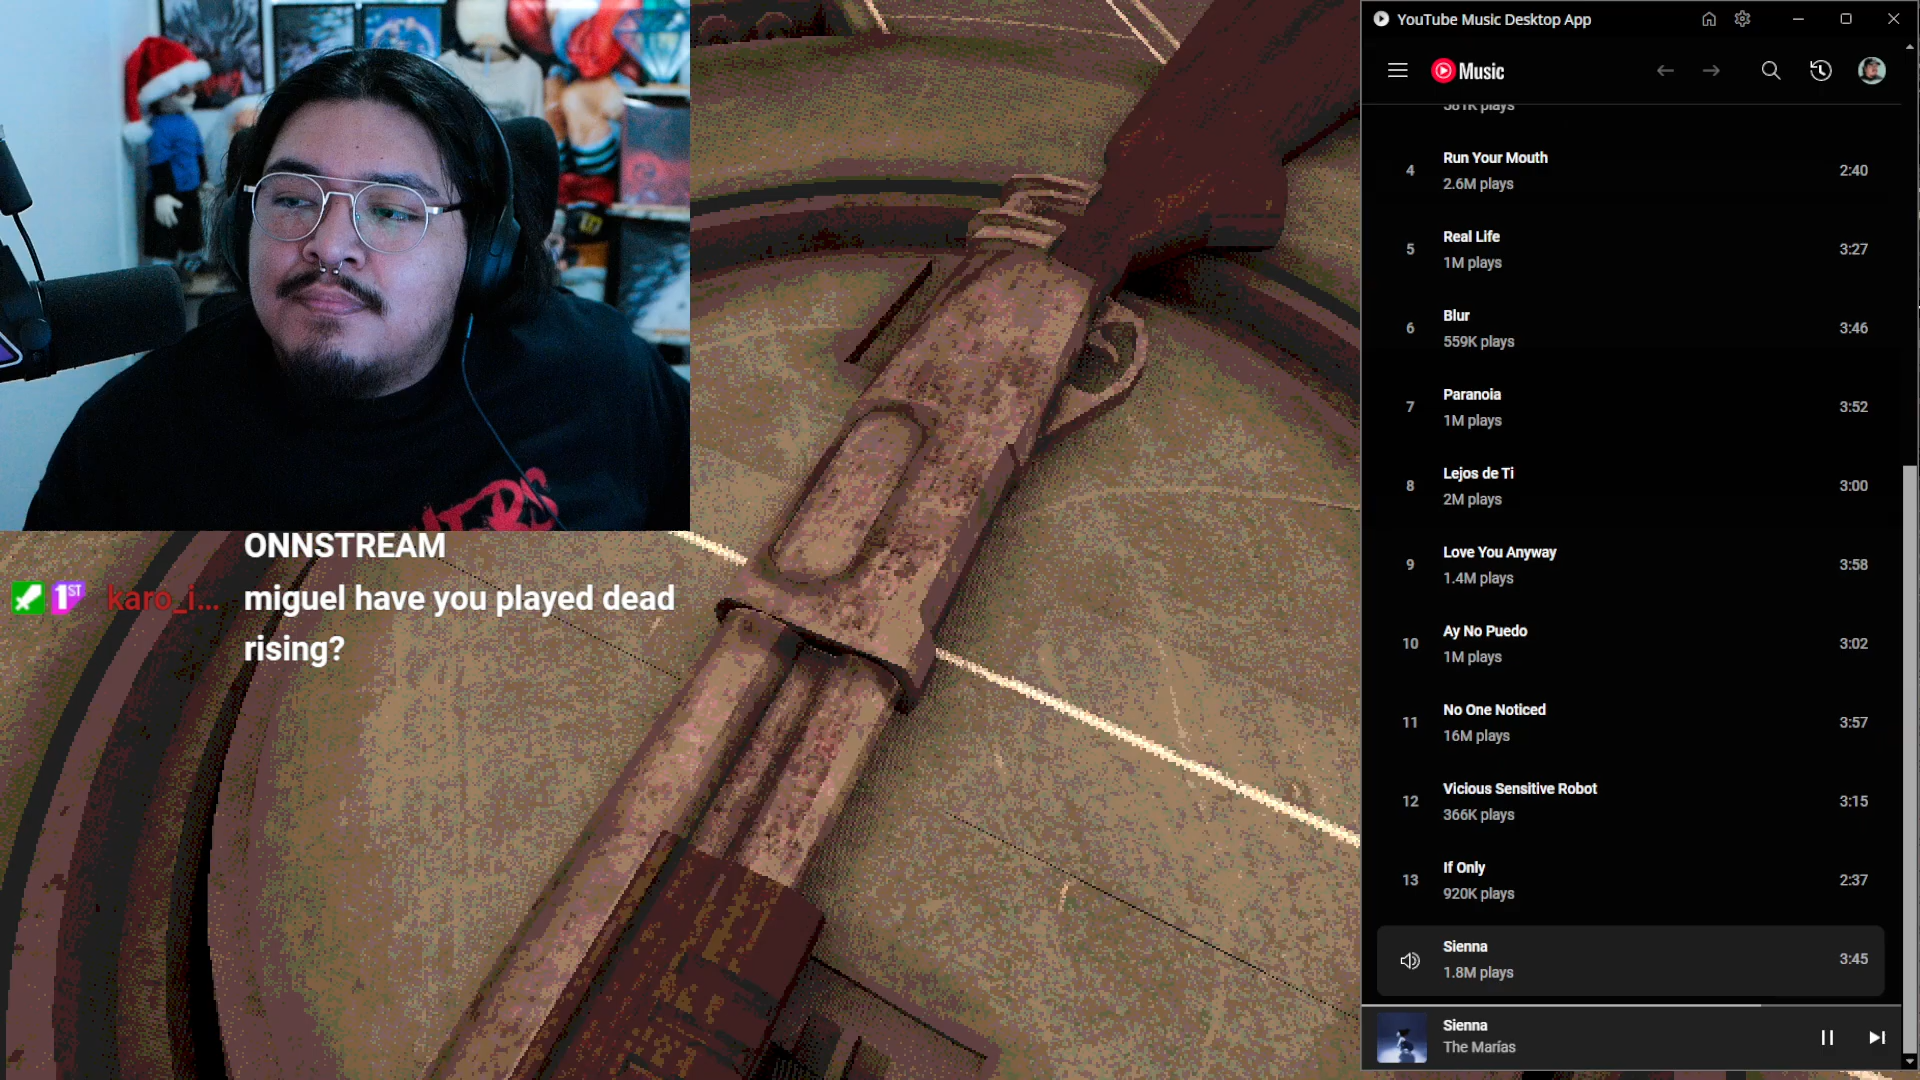 YouTube Music Desktop App
Music
381K plays
4 Run Your Mouth 2:40
2.6M plays
5 Real Life 3:27
1M plays
6 Blur 3:46
559K plays
7 Paranoia 3:52
1M plays
8 Lejos de Ti 3:00
2M plays
9 Love You Anyway 3:58
1.4M plays
10 Ay No Puedo 3:02
1M plays
11 No One Noticed 3:57
16M plays
12 Vicious Sensitive Robot 3:15
366K plays
13 If Only 2:37
920K plays
Sienna 3:45
1.8M plays
Sienna
The Marías
ONNSTREAM
1ST karo_i... miguel have you played dead
rising?